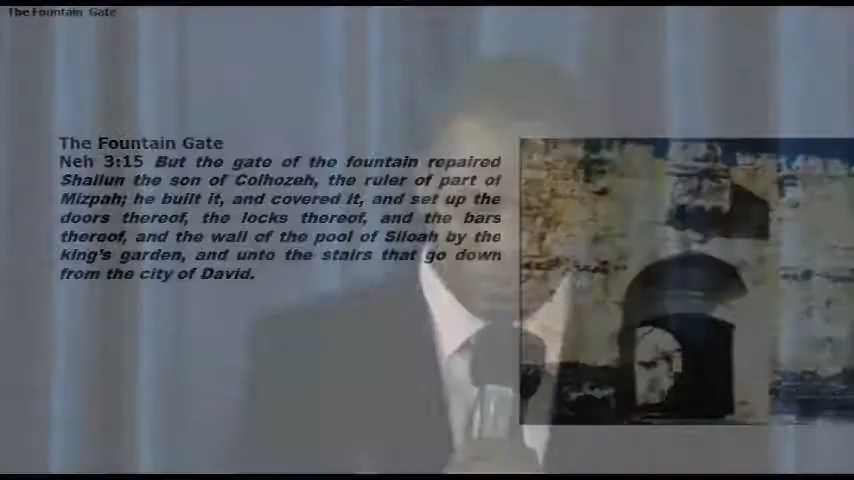 The Fountain Gate
The Fountain Gate
Neh 3:15 But the gate of the fountain repaired
Shallun the son of Colhozeh, the ruler of part of
Mizpah; he built it, and covered it, and set up the
doors thereof, the locks thereof, and the bars
thereof, and the wall of the pool of Siloah by the
king's garden, and unto the stairs that go down
from the city of David.